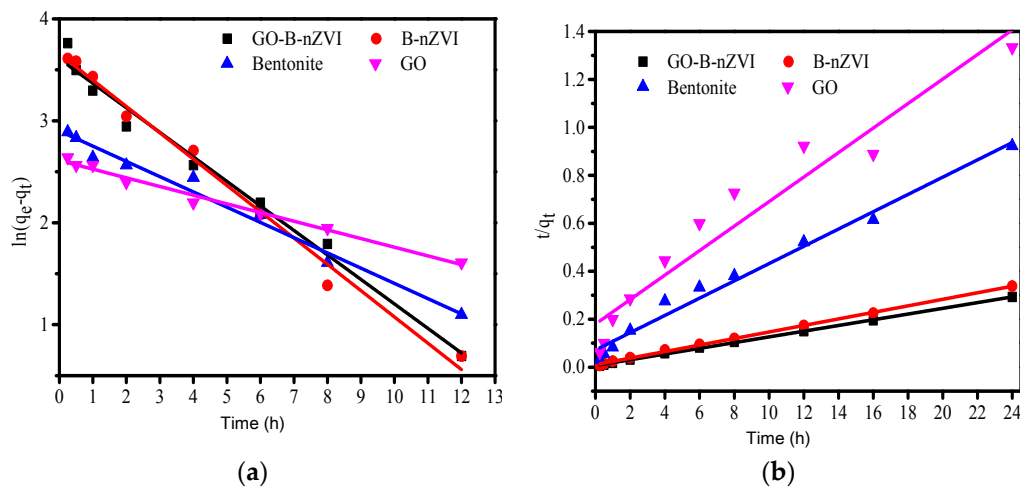 GO-B-nZVI B-nZVI
Bentonite GO
4
3
2
1
ln(qe-qt)
0 1 2 3 4 5 6 7 8 9 10 11 12 13
Time (h)
(a)
GO-B-nZVI B-nZVI
Bentonite GO
1.4
1.2
1.0
0.8
0.6
0.4
0.2
0.0
t/qt
0 2 4 6 8 10 12 14 16 18 20 22 24
Time (h)
(b)